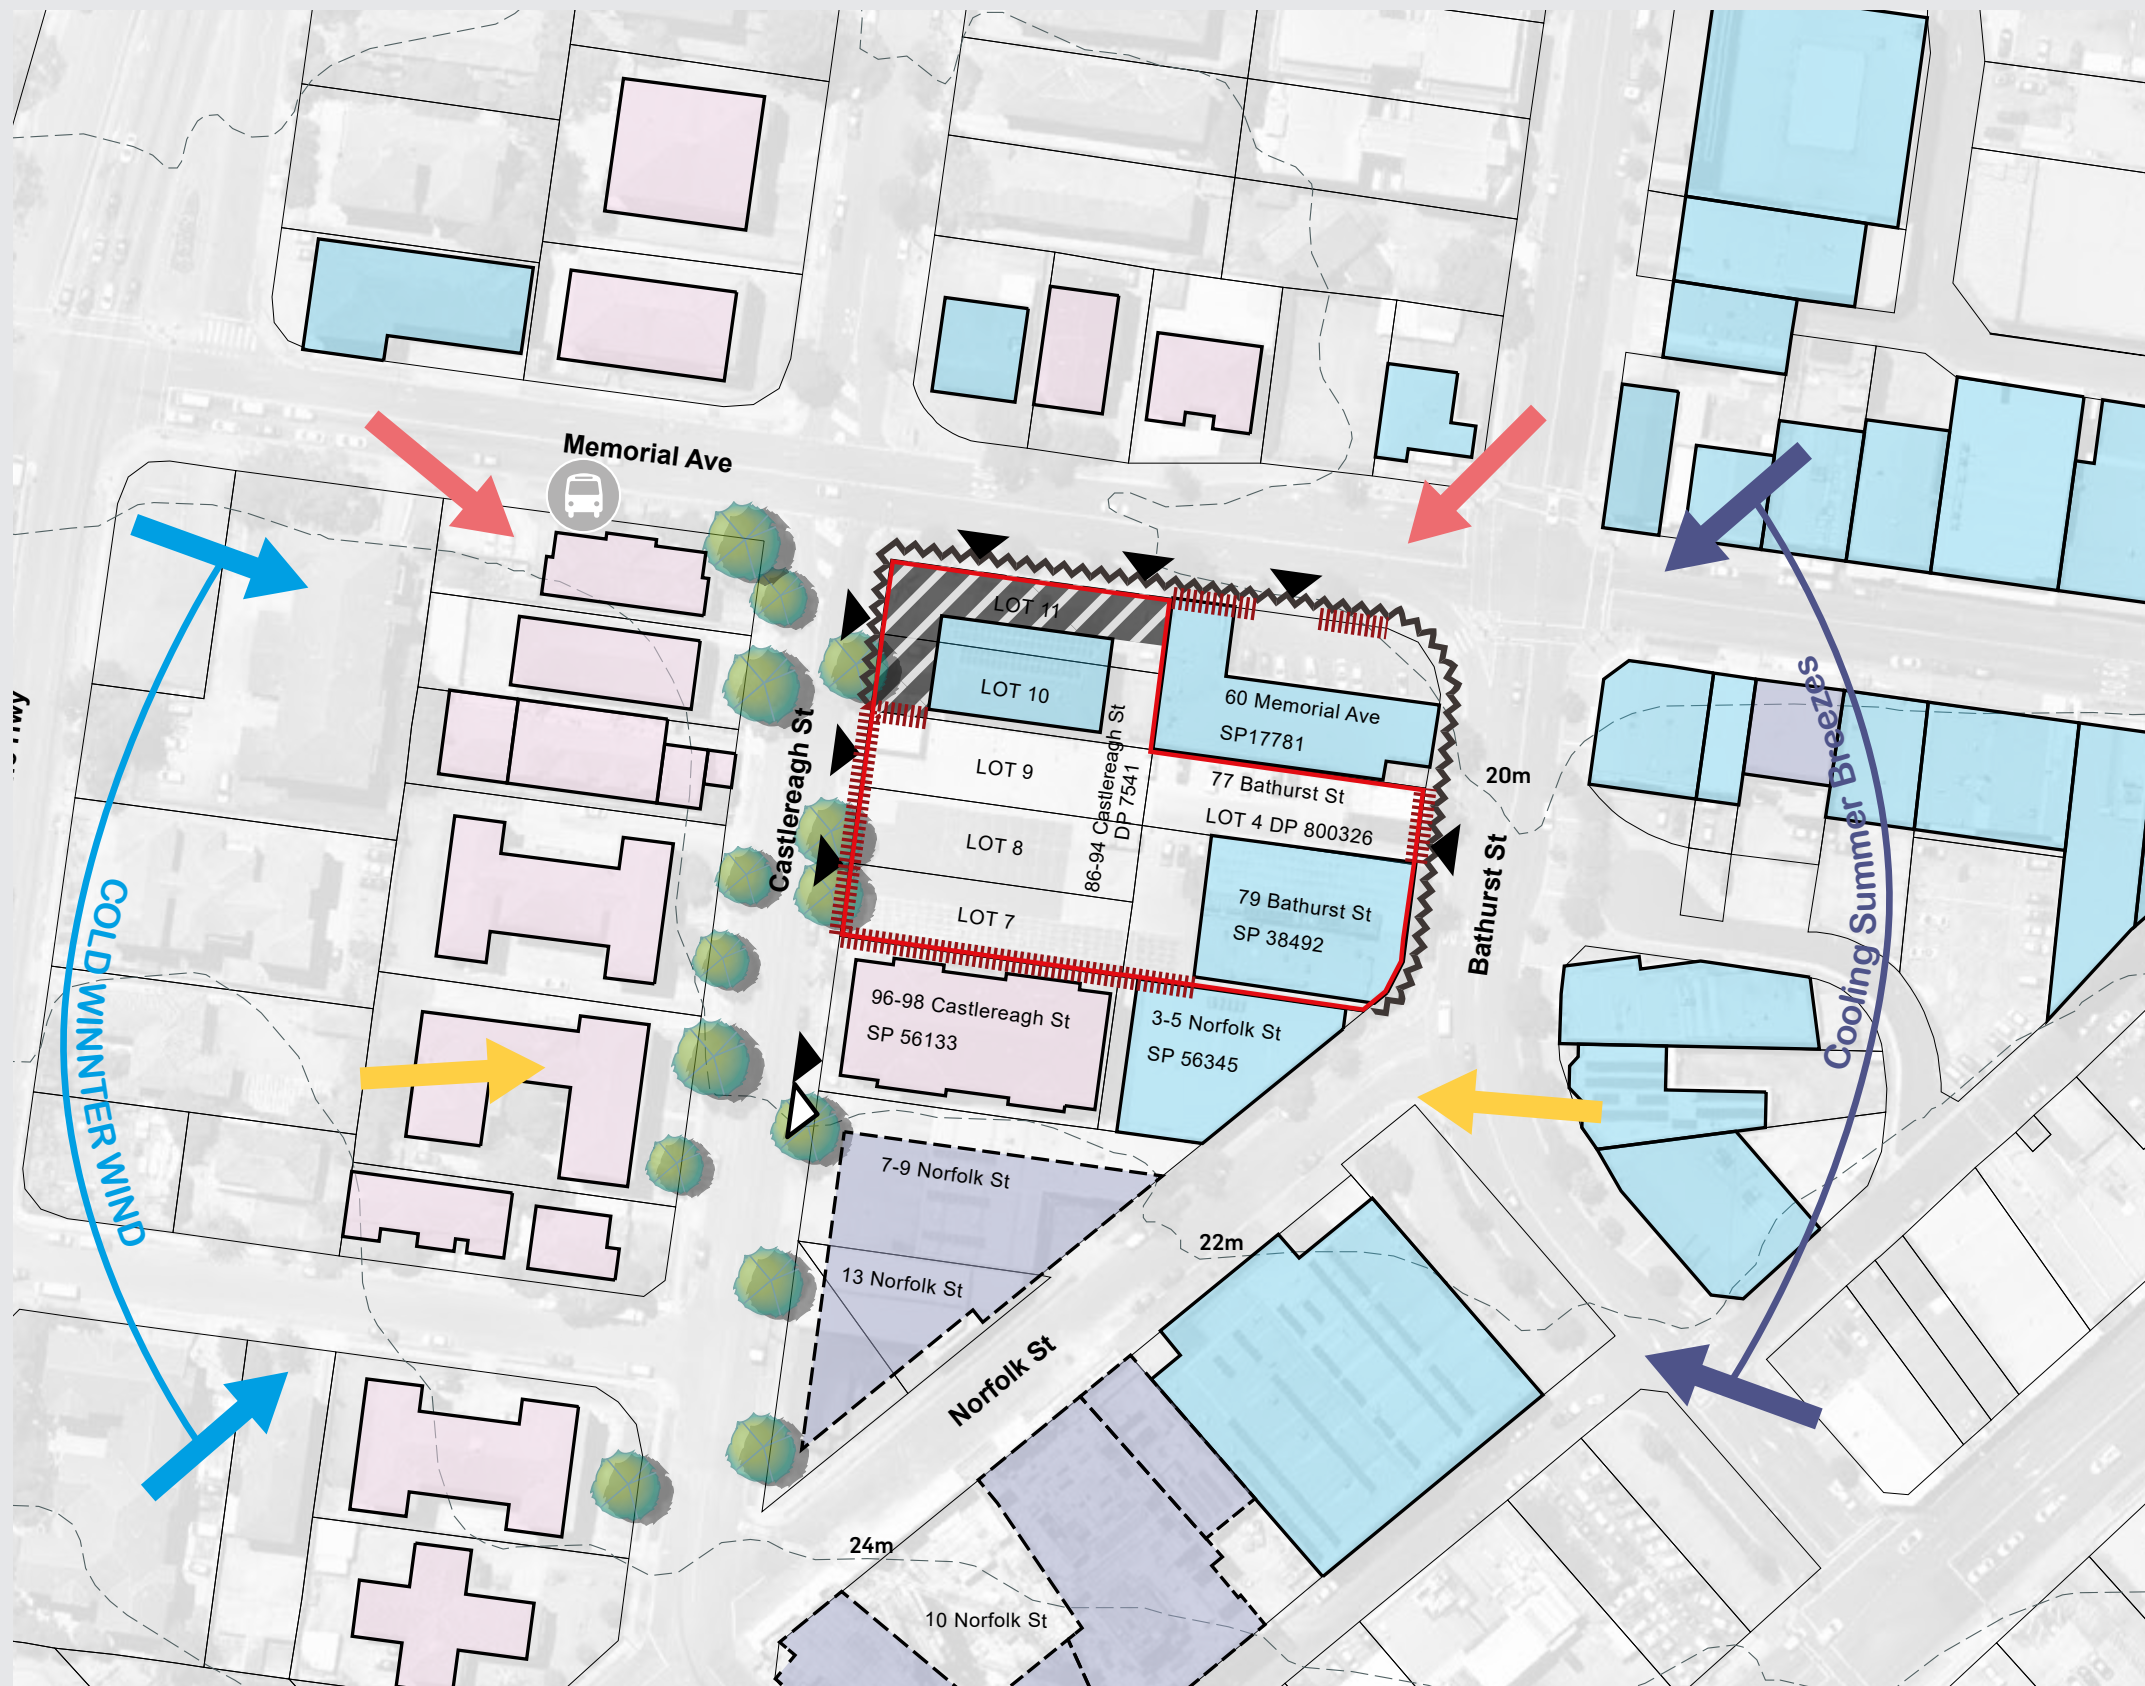 Memorial Ave
LOT 11
LOT 10
60 Memorial Ave
SP17781
Castlereagh St
LOT 9
86-94 Castlereagh St
DP 7541
77 Bathurst St
LOT 4 DP 800326
20m
LOT 8
LOT 7
79 Bathurst St
SP 38492
Bathurst St
Cooling Summer Breezes
COLD WINNTER WIND
96-98 Castlereagh St
SP 56133
3-5 Norfolk St
SP 56345
7-9 Norfolk St
22m
13 Norfolk St
Norfolk St
24m
10 Norfolk St
Hwy